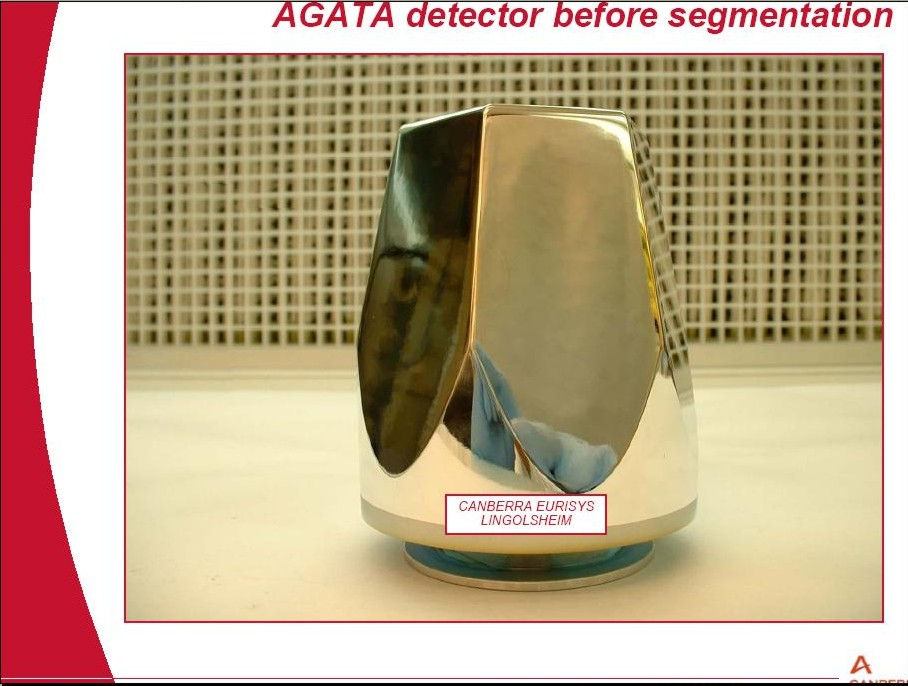 AGATA detector before segmentation
CANBERRA EURISYS
LINGOLSHEIM